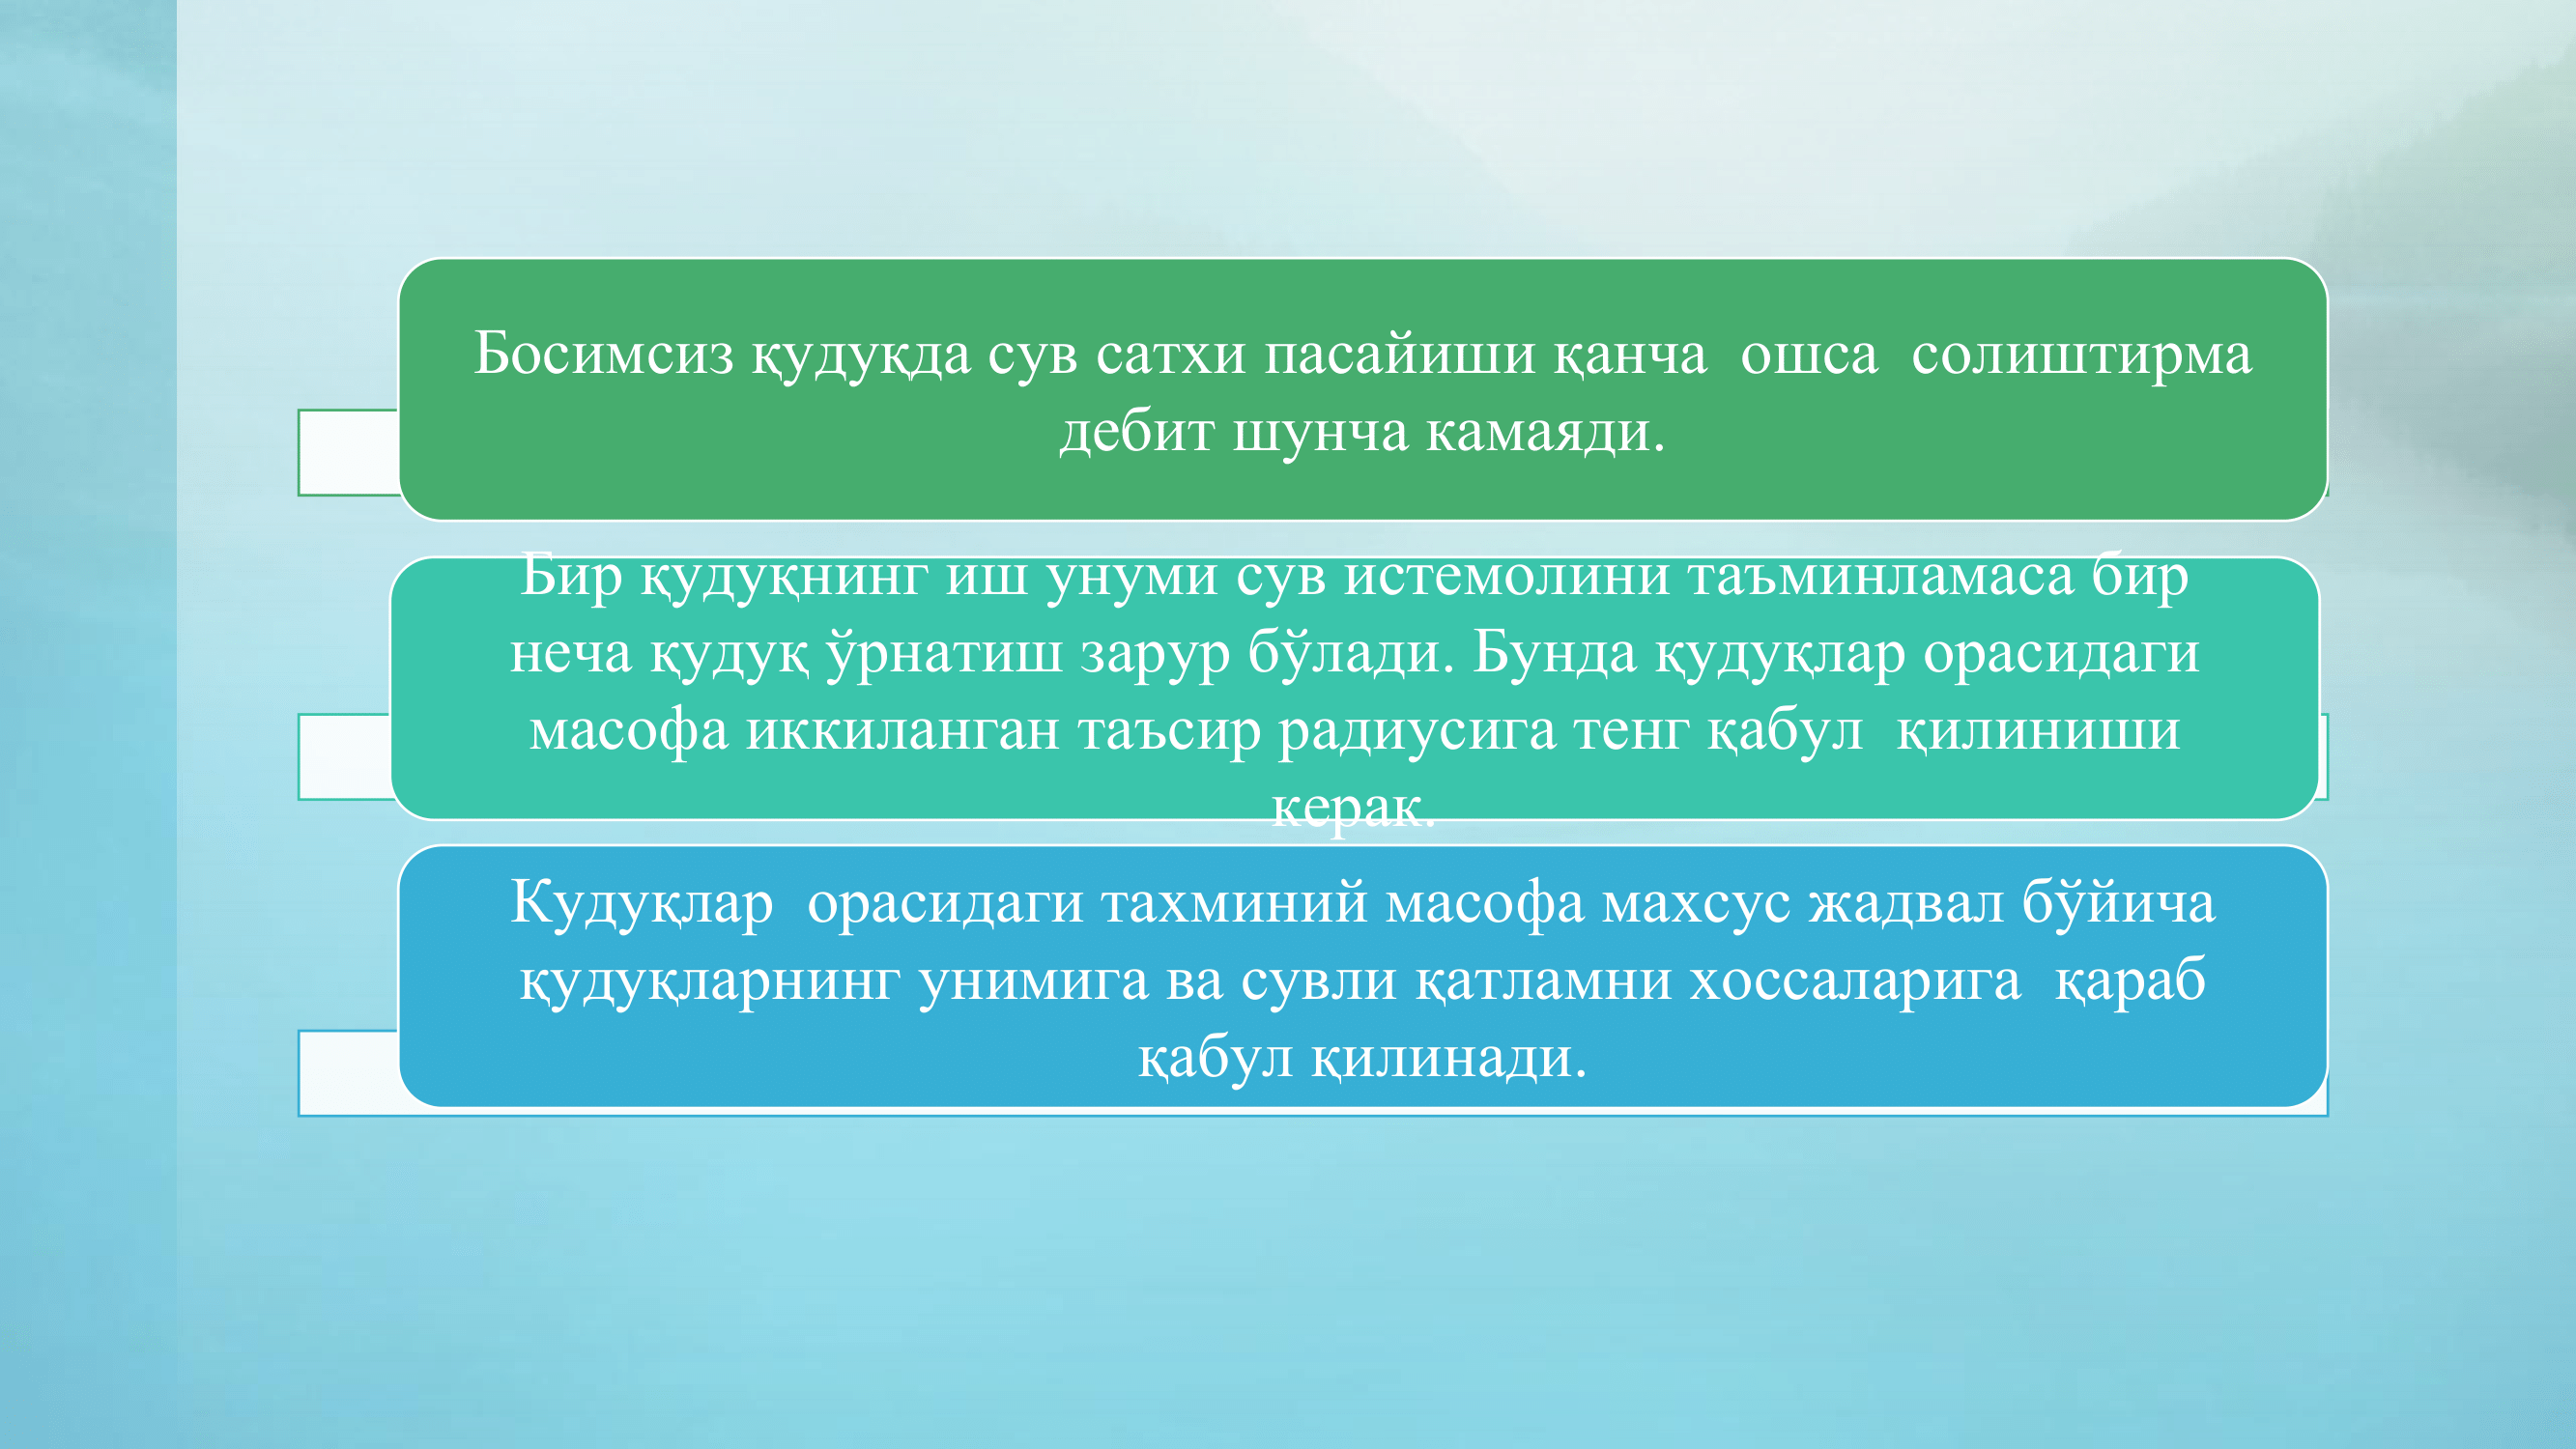 Босимсиз қудуқда сув сатхи пасайиши қанча  ошса  солиштирма
дебит шунча камаяди.
Бир қудуқнинг иш унуми сув истемолини таъминламаса бир
неча қудуқ ўрнатиш зарур бўлади. Бунда қудуқлар орасидаги
масофа иккиланган таъсир радиусига тенг қабул  қилиниши
керак.
Кудуқлар  орасидаги тахминий масофа махсус жадвал бўйича
қудуқларнинг унимига ва сувли қатламни хоссаларига  қараб
қабул қилинади.